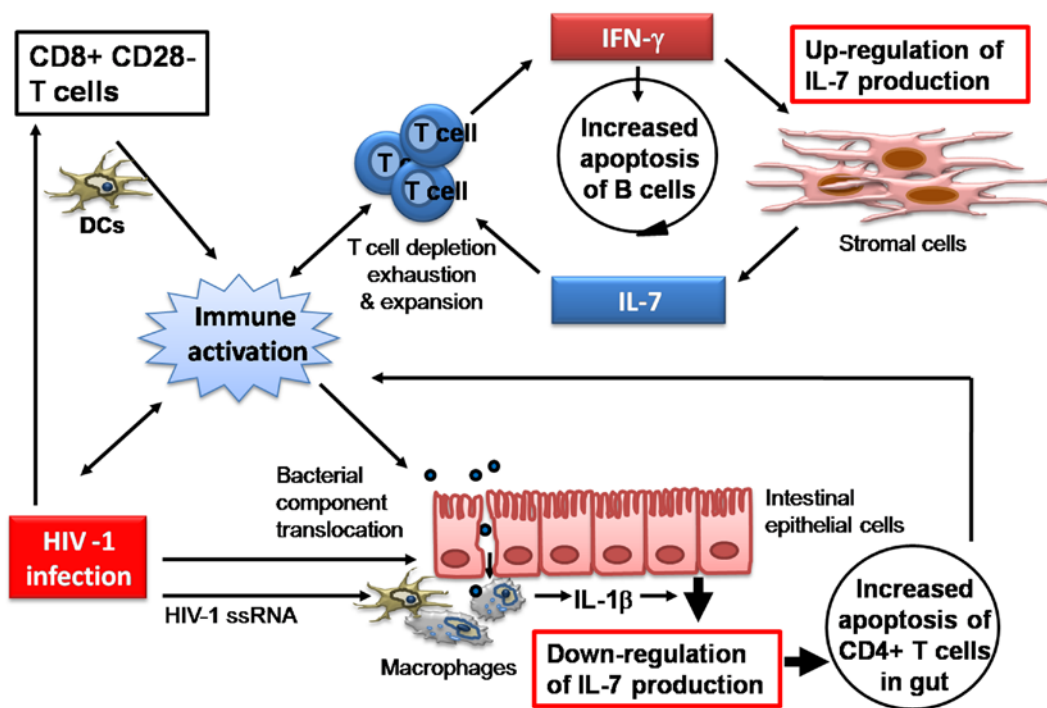 CD8+ CD28-
T cells
DCs
IFN-γ
Up-regulation of
IL-7 production
T cell
T cell
T cell
Increased
apoptosis
of B cells
Stromal cells
T cell depletion
exhaustion
& expansion
IL-7
Immune
activation
Bacterial
component
translocation
Intestinal
epithelial cells
HIV -1
infection
HIV-1 ssRNA
IL-1β
Macrophages
Down-regulation
of IL-7 production
Increased
apoptosis of
CD4+ T cells
in gut